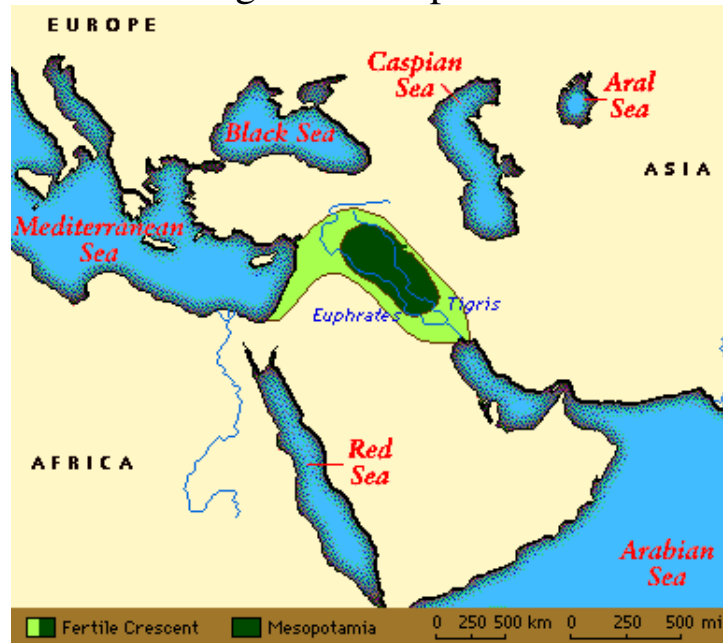 EUROPE
Caspian
Sea
Aral
Sea
Black Sea
ASIA
Mediterranean
Sea
Tigris
Euphrates
AFRICA
Red
Sea
Arabian
Sea
Fertile Crescent
Mesopotamia
0 250 500 km
0 250 500 mi